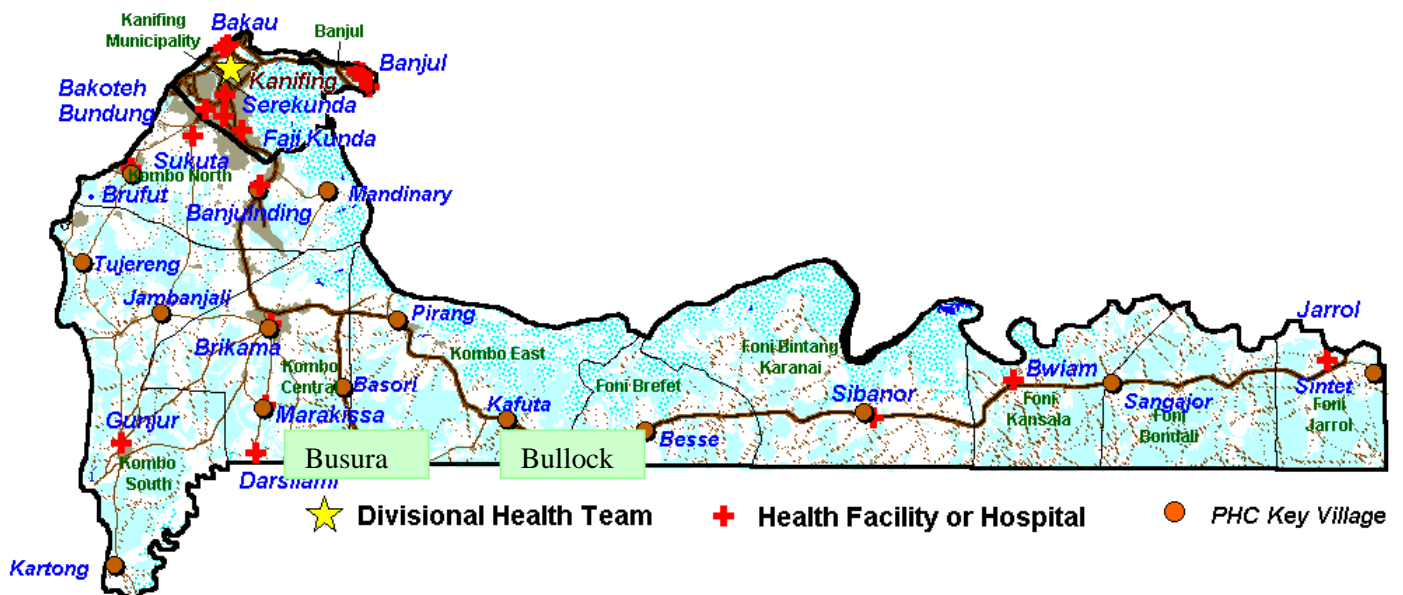 Kanifing
Municipality
Bakau
Banjul
Banjul
Kanifing
Bakoteh
Bundung
Serekunda
Faji Kunda
Sukuta
Kombo North
Brufut
Banjulnding
Mandinary
Tujereng
Jambanjali
Pirang
Jarrol
Brikama
Kombo East
Foni Bintang
Karanai
Kombo
Central
Basori
Foni Brefet
Bwiam
Sintet
Sibanor
Foni
Kansala
Sangajor
Foni
Bondali
Foni
Jarrol
Gunjur
Marakissa
Kafuta
Besse
Kombo
South
Busura
Bullock
Darsilami
Divisional Health Team
Health Facility or Hospital
PHC Key Village
Kartong